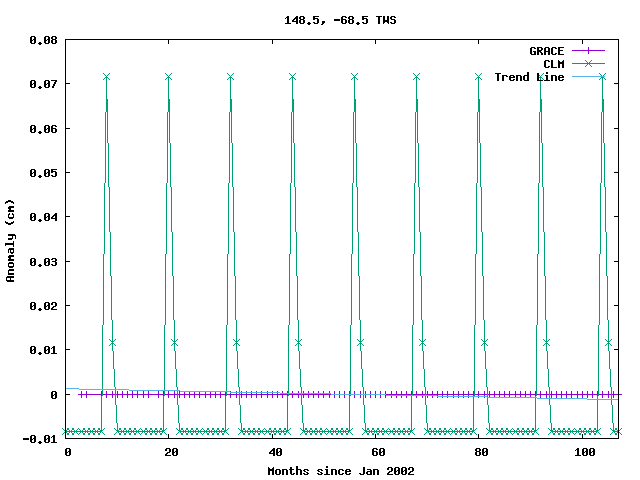 148.5, -68.5 TWS
0.08
GRACE
CLM
Trend Line
0.07
0.06
0.05
0.04
Anomaly (cm)
0.03
0.02
0.01
0
-0.01
0 20 40 60 80 100
Months since Jan 2002